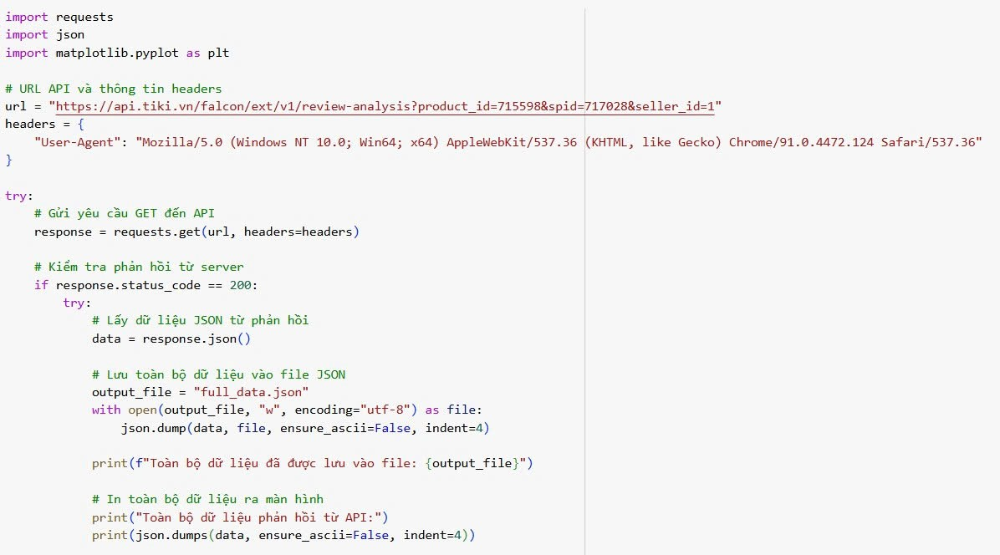 import requests
import json
import matplotlib.pyplot as plt

# URL API và thông tin headers
url = "https://api.tiki.vn/falcon/ext/v1/review-analysis?product_id=715598&spid=717028&seller_id=1"
headers = {
    "User-Agent": "Mozilla/5.0 (Windows NT 10.0; Win64; x64) AppleWebKit/537.36 (KHTML, like Gecko) Chrome/91.0.4472.124 Safari/537.36"
}

try:
    # Gửi yêu cầu GET đến API
    response = requests.get(url, headers=headers)

    # Kiểm tra phản hồi từ server
    if response.status_code == 200:
        try:
            # Lấy dữ liệu JSON từ phản hồi
            data = response.json()

            # Lưu toàn bộ dữ liệu vào file JSON
            output_file = "full_data.json"
            with open(output_file, "w", encoding="utf-8") as file:
                json.dump(data, file, ensure_ascii=False, indent=4)

            print(f"Toàn bộ dữ liệu đã được lưu vào file: {output_file}")

            # In toàn bộ dữ liệu ra màn hình
            print("Toàn bộ dữ liệu phản hồi từ API:")
            print(json.dumps(data, ensure_ascii=False, indent=4))